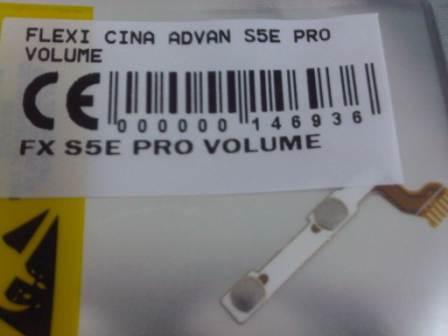 FLEXI CINA ADVAN S5E PRO
VOLUME
CE
000000 146936
FX S5E PRO VOLUME